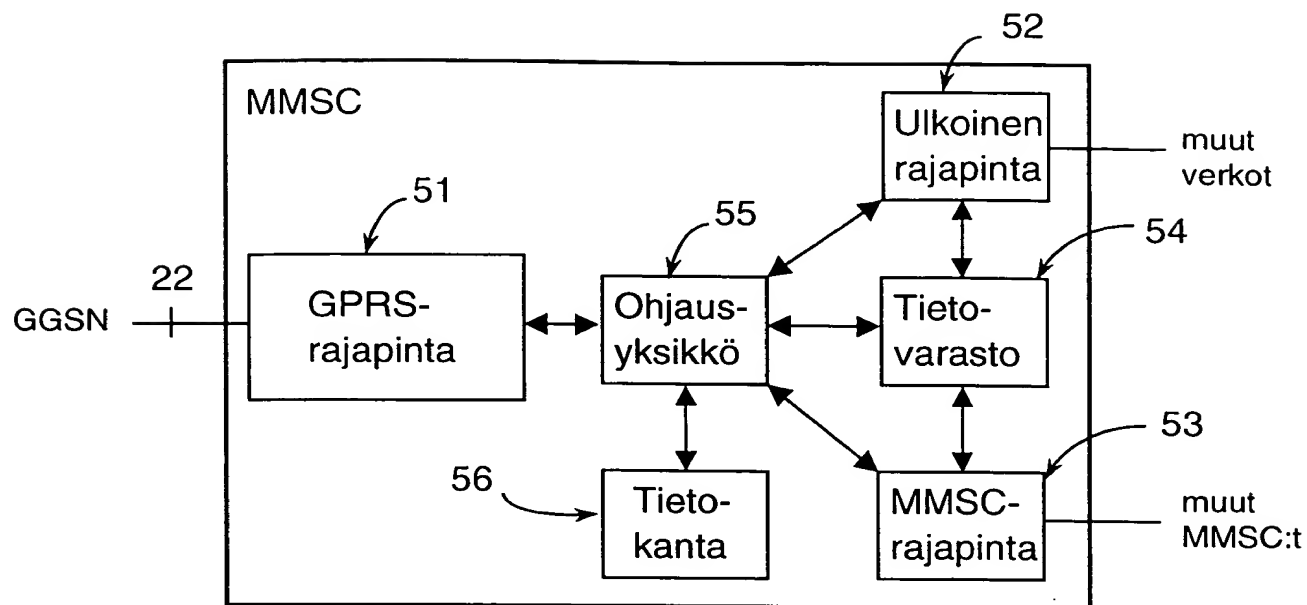 52
MMSC
Ulkoinen
rajapinta
muut
verkot
51
55
54
22
GGSN
GPRS-
rajapinta
Ohjaus-
yksikkö
Tieto-
varasto
53
56
Tieto-
kanta
MMSC-
rajapinta
muut
MMSC:t